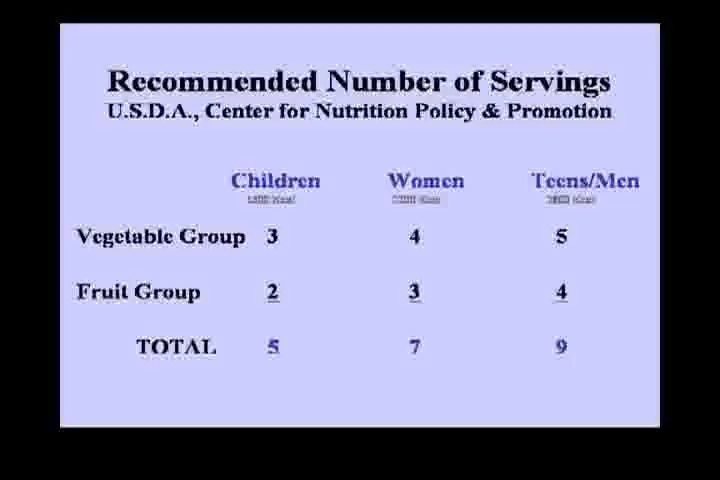 Recommended Number of Servings
U.S.D.A., Center for Nutrition Policy & Promotion
Children Women Teens/Men
Vegetable Group 3 4 5
Fruit Group 2 3 4
TOTAL 5 7 9